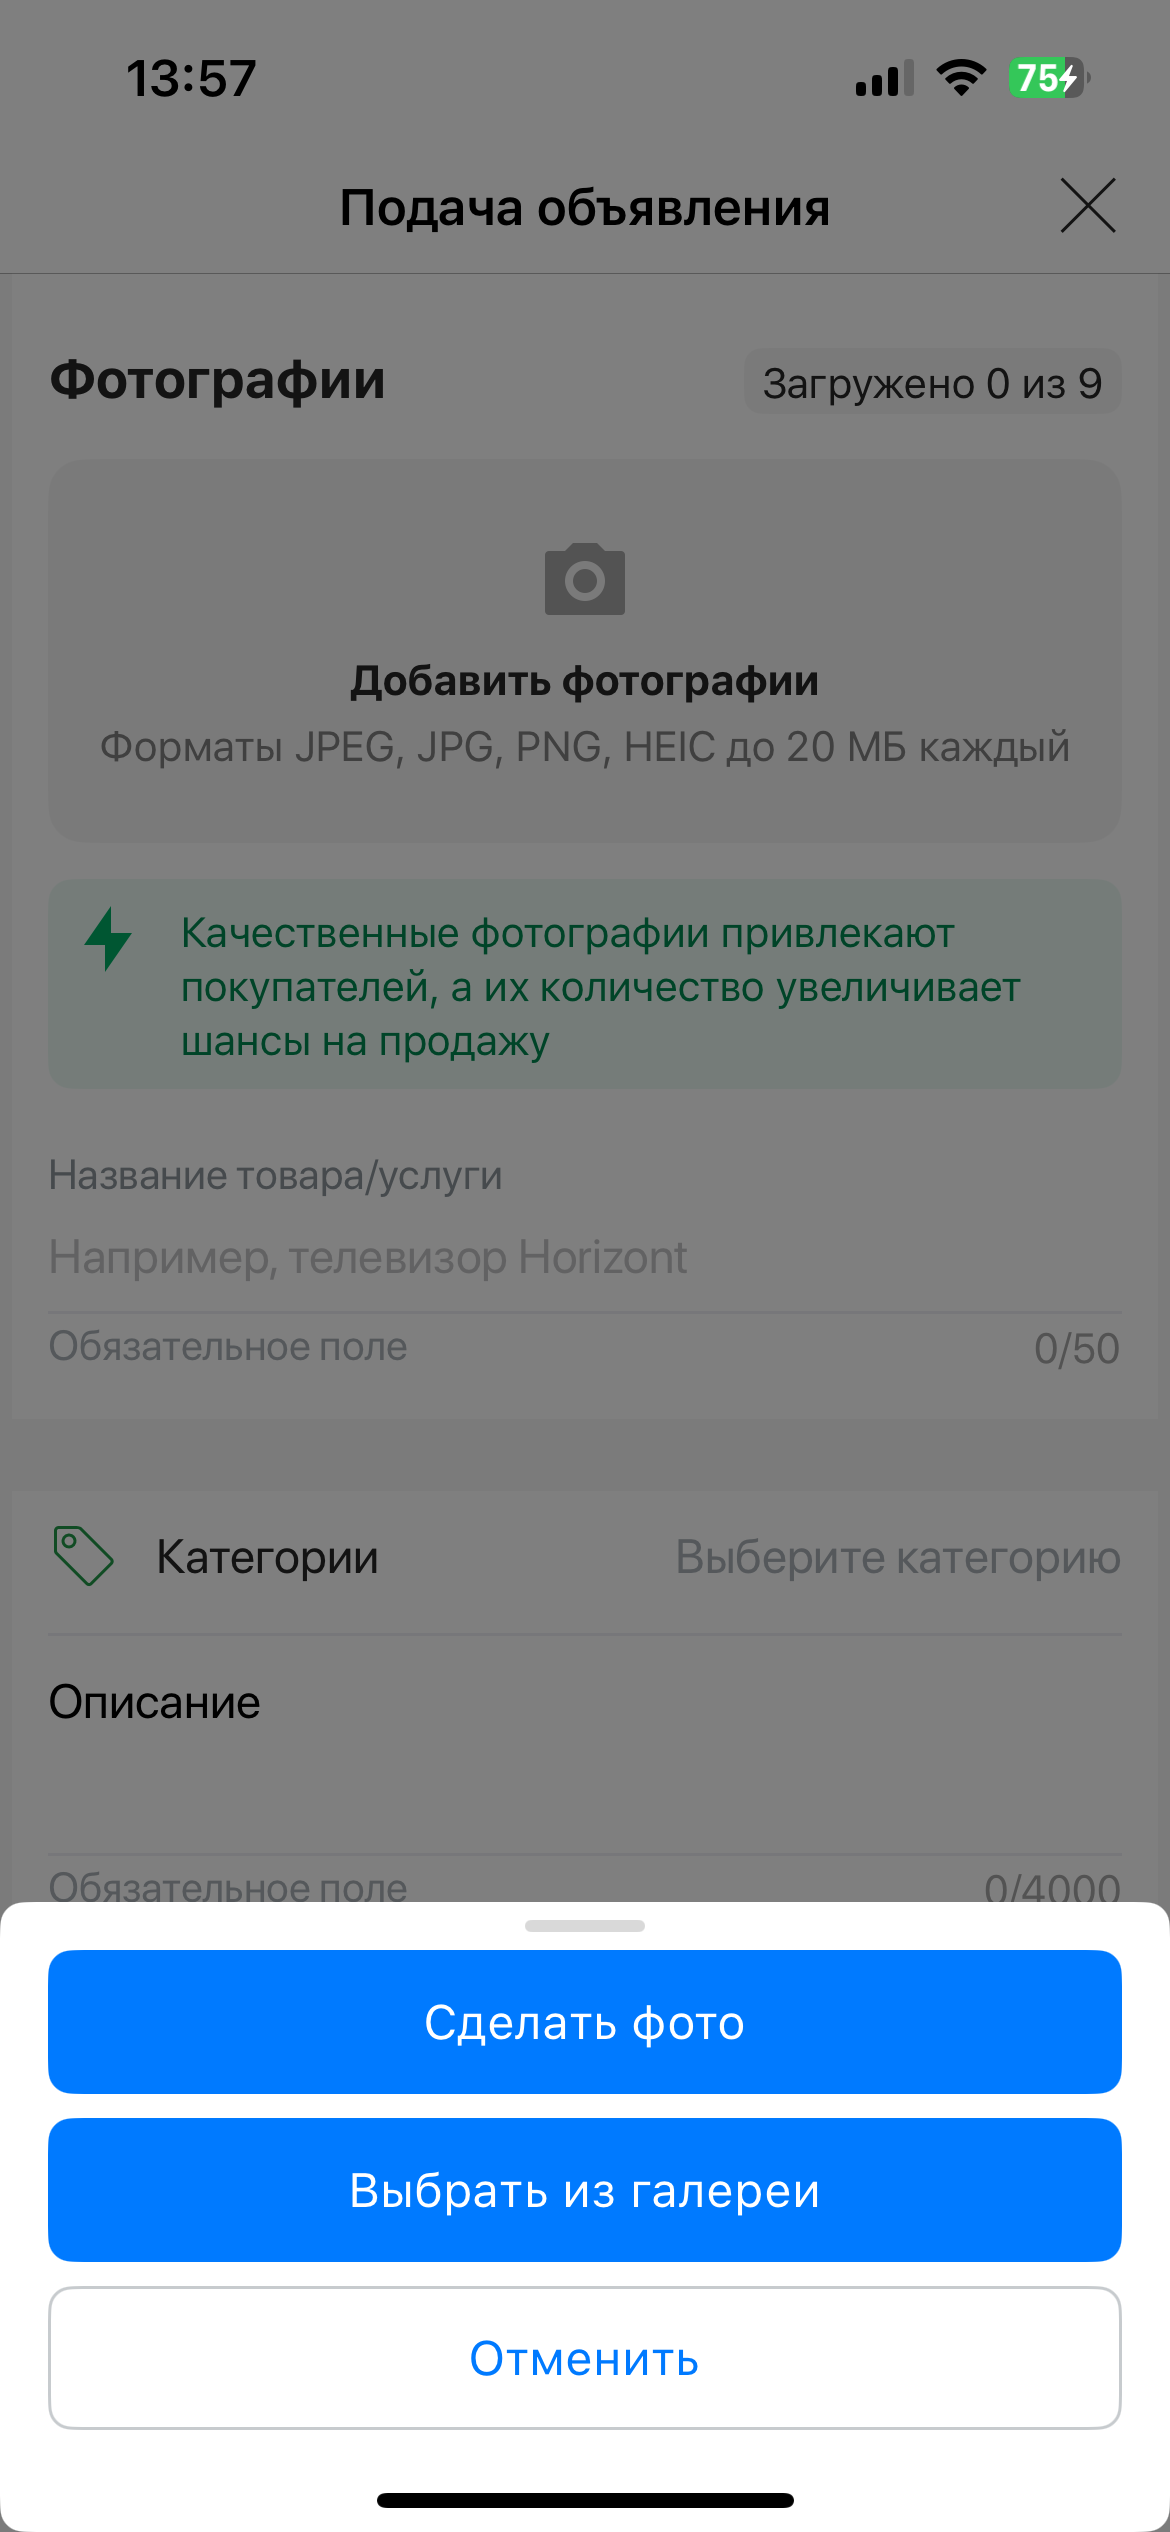 13:57
75
Подача объявления
Фотографии
Загружено 0 из 9
Добавить фотографии
Форматы JPEG, JPG, PNG, HEIC до 20 МБ каждый
Качественные фотографии привлекают
покупателей, а их количество увеличивает
шансы на продажу
Название товара/услуги
Например, телевизор Horizont
Обязательное поле
0/50
Категории
Выберите категорию
Описание
Обязательное поле
0/4000
Сделать фото
Выбрать из галереи
Отменить